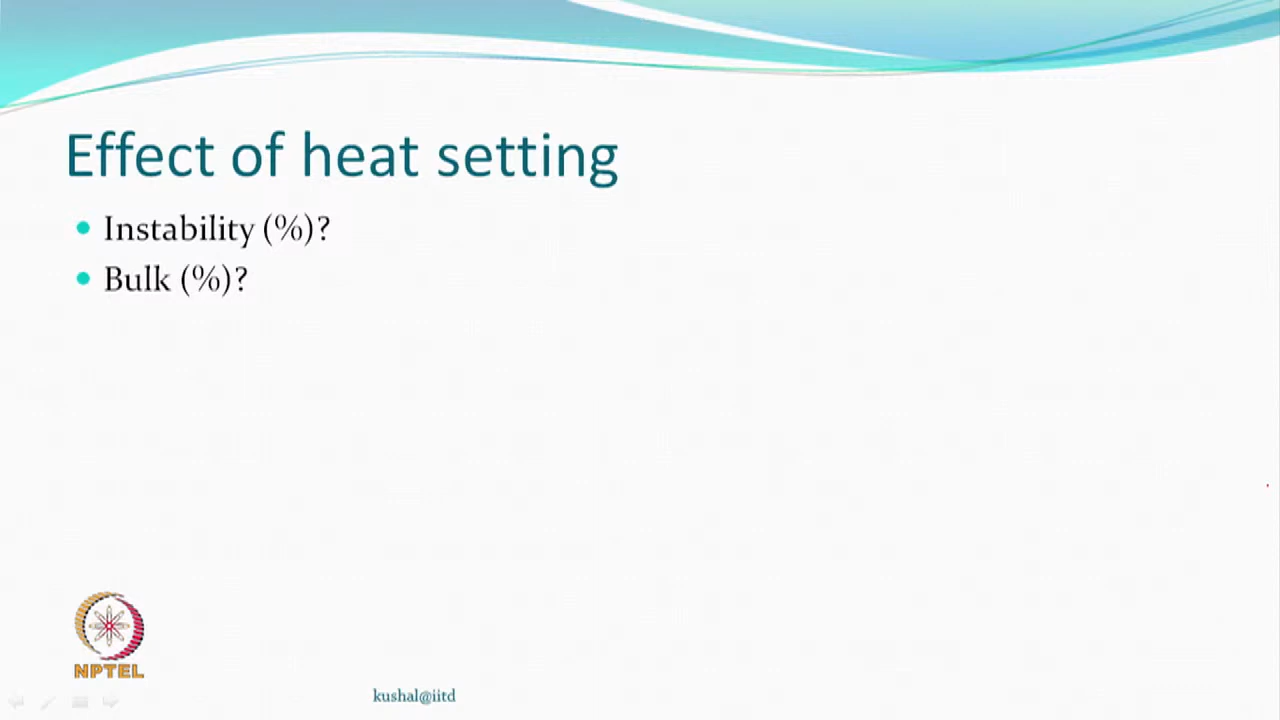 Effect of heat setting
Instability (%)?
Bulk (%)?
NPTEL
kushal@iitd